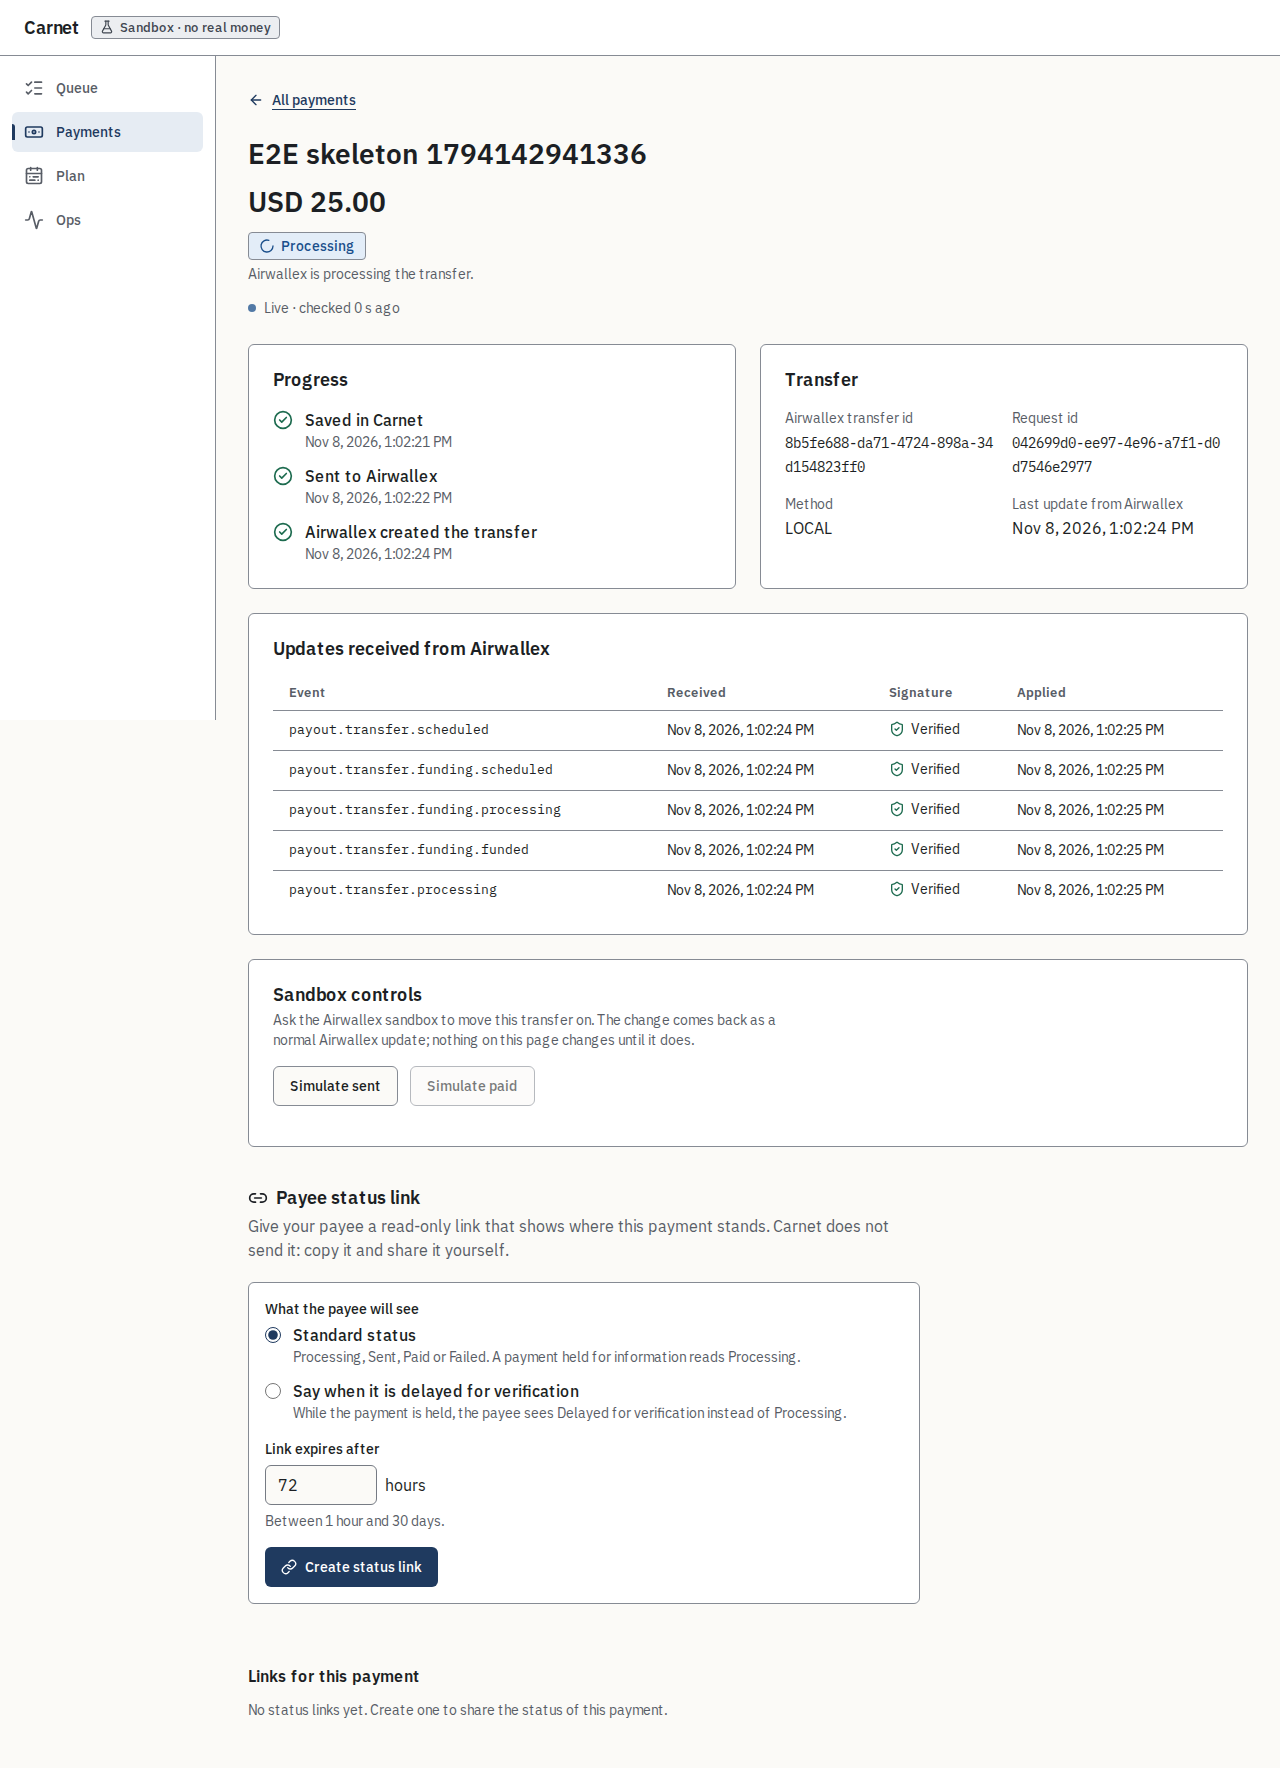 Carnet
Sandbox · no real money
Queue
Payments
Plan
Ops
All payments
E2E skeleton 1794142941336
USD 25.00
Processing
Airwallex is processing the transfer.
Live · checked 0 s ago
Progress
Saved in Carnet
Nov 8, 2026, 1:02:21 PM
Sent to Airwallex
Nov 8, 2026, 1:02:22 PM
Airwallex created the transfer
Nov 8, 2026, 1:02:24 PM
Transfer
Airwallex transfer id
8b5fe688-da71-4724-898a-34
d154823ff0
Request id
042699d0-ee97-4e96-a7f1-d0
d7546e2977
Method
LOCAL
Last update from Airwallex
Nov 8, 2026, 1:02:24 PM
Updates received from Airwallex
Event Received Signature Applied
payout.transfer.scheduled Nov 8, 2026, 1:02:24 PM Verified Nov 8, 2026, 1:02:25 PM
payout.transfer.funding.scheduled Nov 8, 2026, 1:02:24 PM Verified Nov 8, 2026, 1:02:25 PM
payout.transfer.funding.processing Nov 8, 2026, 1:02:24 PM Verified Nov 8, 2026, 1:02:25 PM
payout.transfer.funding.funded Nov 8, 2026, 1:02:24 PM Verified Nov 8, 2026, 1:02:25 PM
payout.transfer.processing Nov 8, 2026, 1:02:24 PM Verified Nov 8, 2026, 1:02:25 PM
Sandbox controls
Ask the Airwallex sandbox to move this transfer on. The change comes back as a
normal Airwallex update; nothing on this page changes until it does.
Simulate sent
Simulate paid
Payee status link
Give your payee a read-only link that shows where this payment stands. Carnet does not
send it: copy it and share it yourself.
What the payee will see
Standard status
Processing, Sent, Paid or Failed. A payment held for information reads Processing.
Say when it is delayed for verification
While the payment is held, the payee sees Delayed for verification instead of Processing.
Link expires after
72 hours
Between 1 hour and 30 days.
Create status link
Links for this payment
No status links yet. Create one to share the status of this payment.